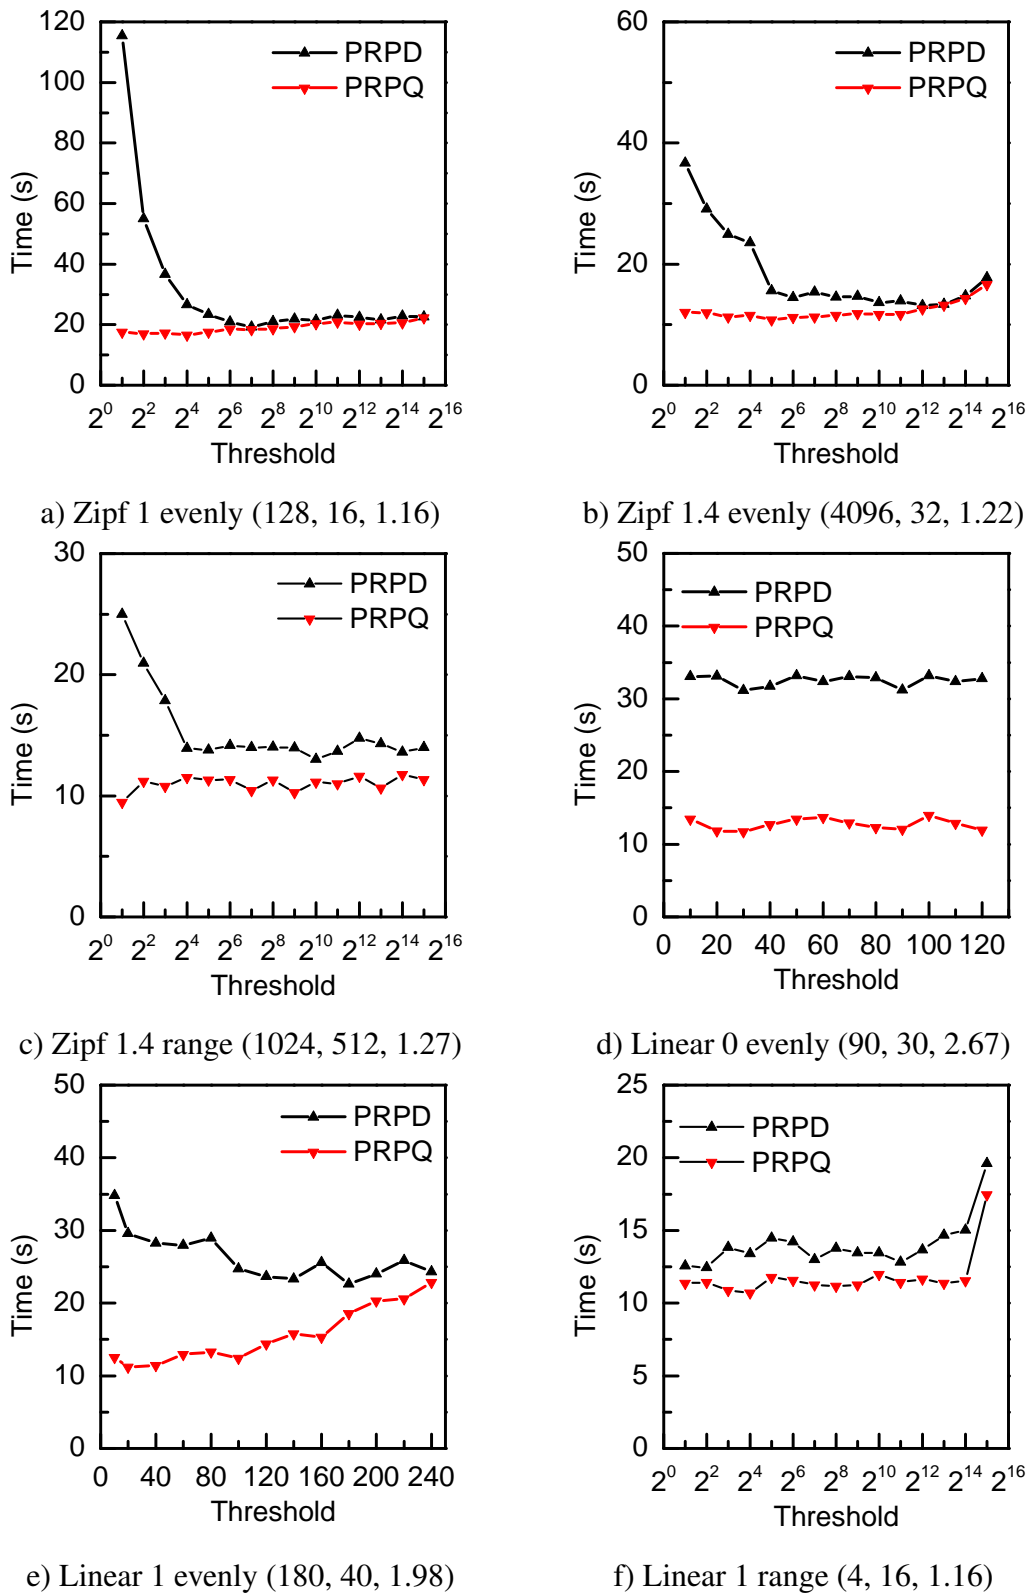 120
100
80
60
40
20
0
Time (s)
PRPD
PRPQ
2^0 2^2 2^4 2^6 2^8 2^10 2^12 2^14 2^16
Threshold
a) Zipf 1 evenly (128, 16, 1.16)
60
40
20
0
Time (s)
PRPD
PRPQ
2^0 2^2 2^4 2^6 2^8 2^10 2^12 2^14 2^16
Threshold
b) Zipf 1.4 evenly (4096, 32, 1.22)
30
20
10
0
Time (s)
PRPD
PRPQ
2^0 2^2 2^4 2^6 2^8 2^10 2^12 2^14 2^16
Threshold
c) Zipf 1.4 range (1024, 512, 1.27)
50
40
30
20
10
0
Time (s)
PRPD
PRPQ
0 20 40 60 80 100 120
Threshold
d) Linear 0 evenly (90, 30, 2.67)
50
40
30
20
10
0
Time (s)
PRPD
PRPQ
0 40 80 120 160 200 240
Threshold
e) Linear 1 evenly (180, 40, 1.98)
25
20
15
10
5
0
Time (s)
PRPD
PRPQ
2^0 2^2 2^4 2^6 2^8 2^10 2^12 2^14 2^16
Threshold
f) Linear 1 range (4, 16, 1.16)